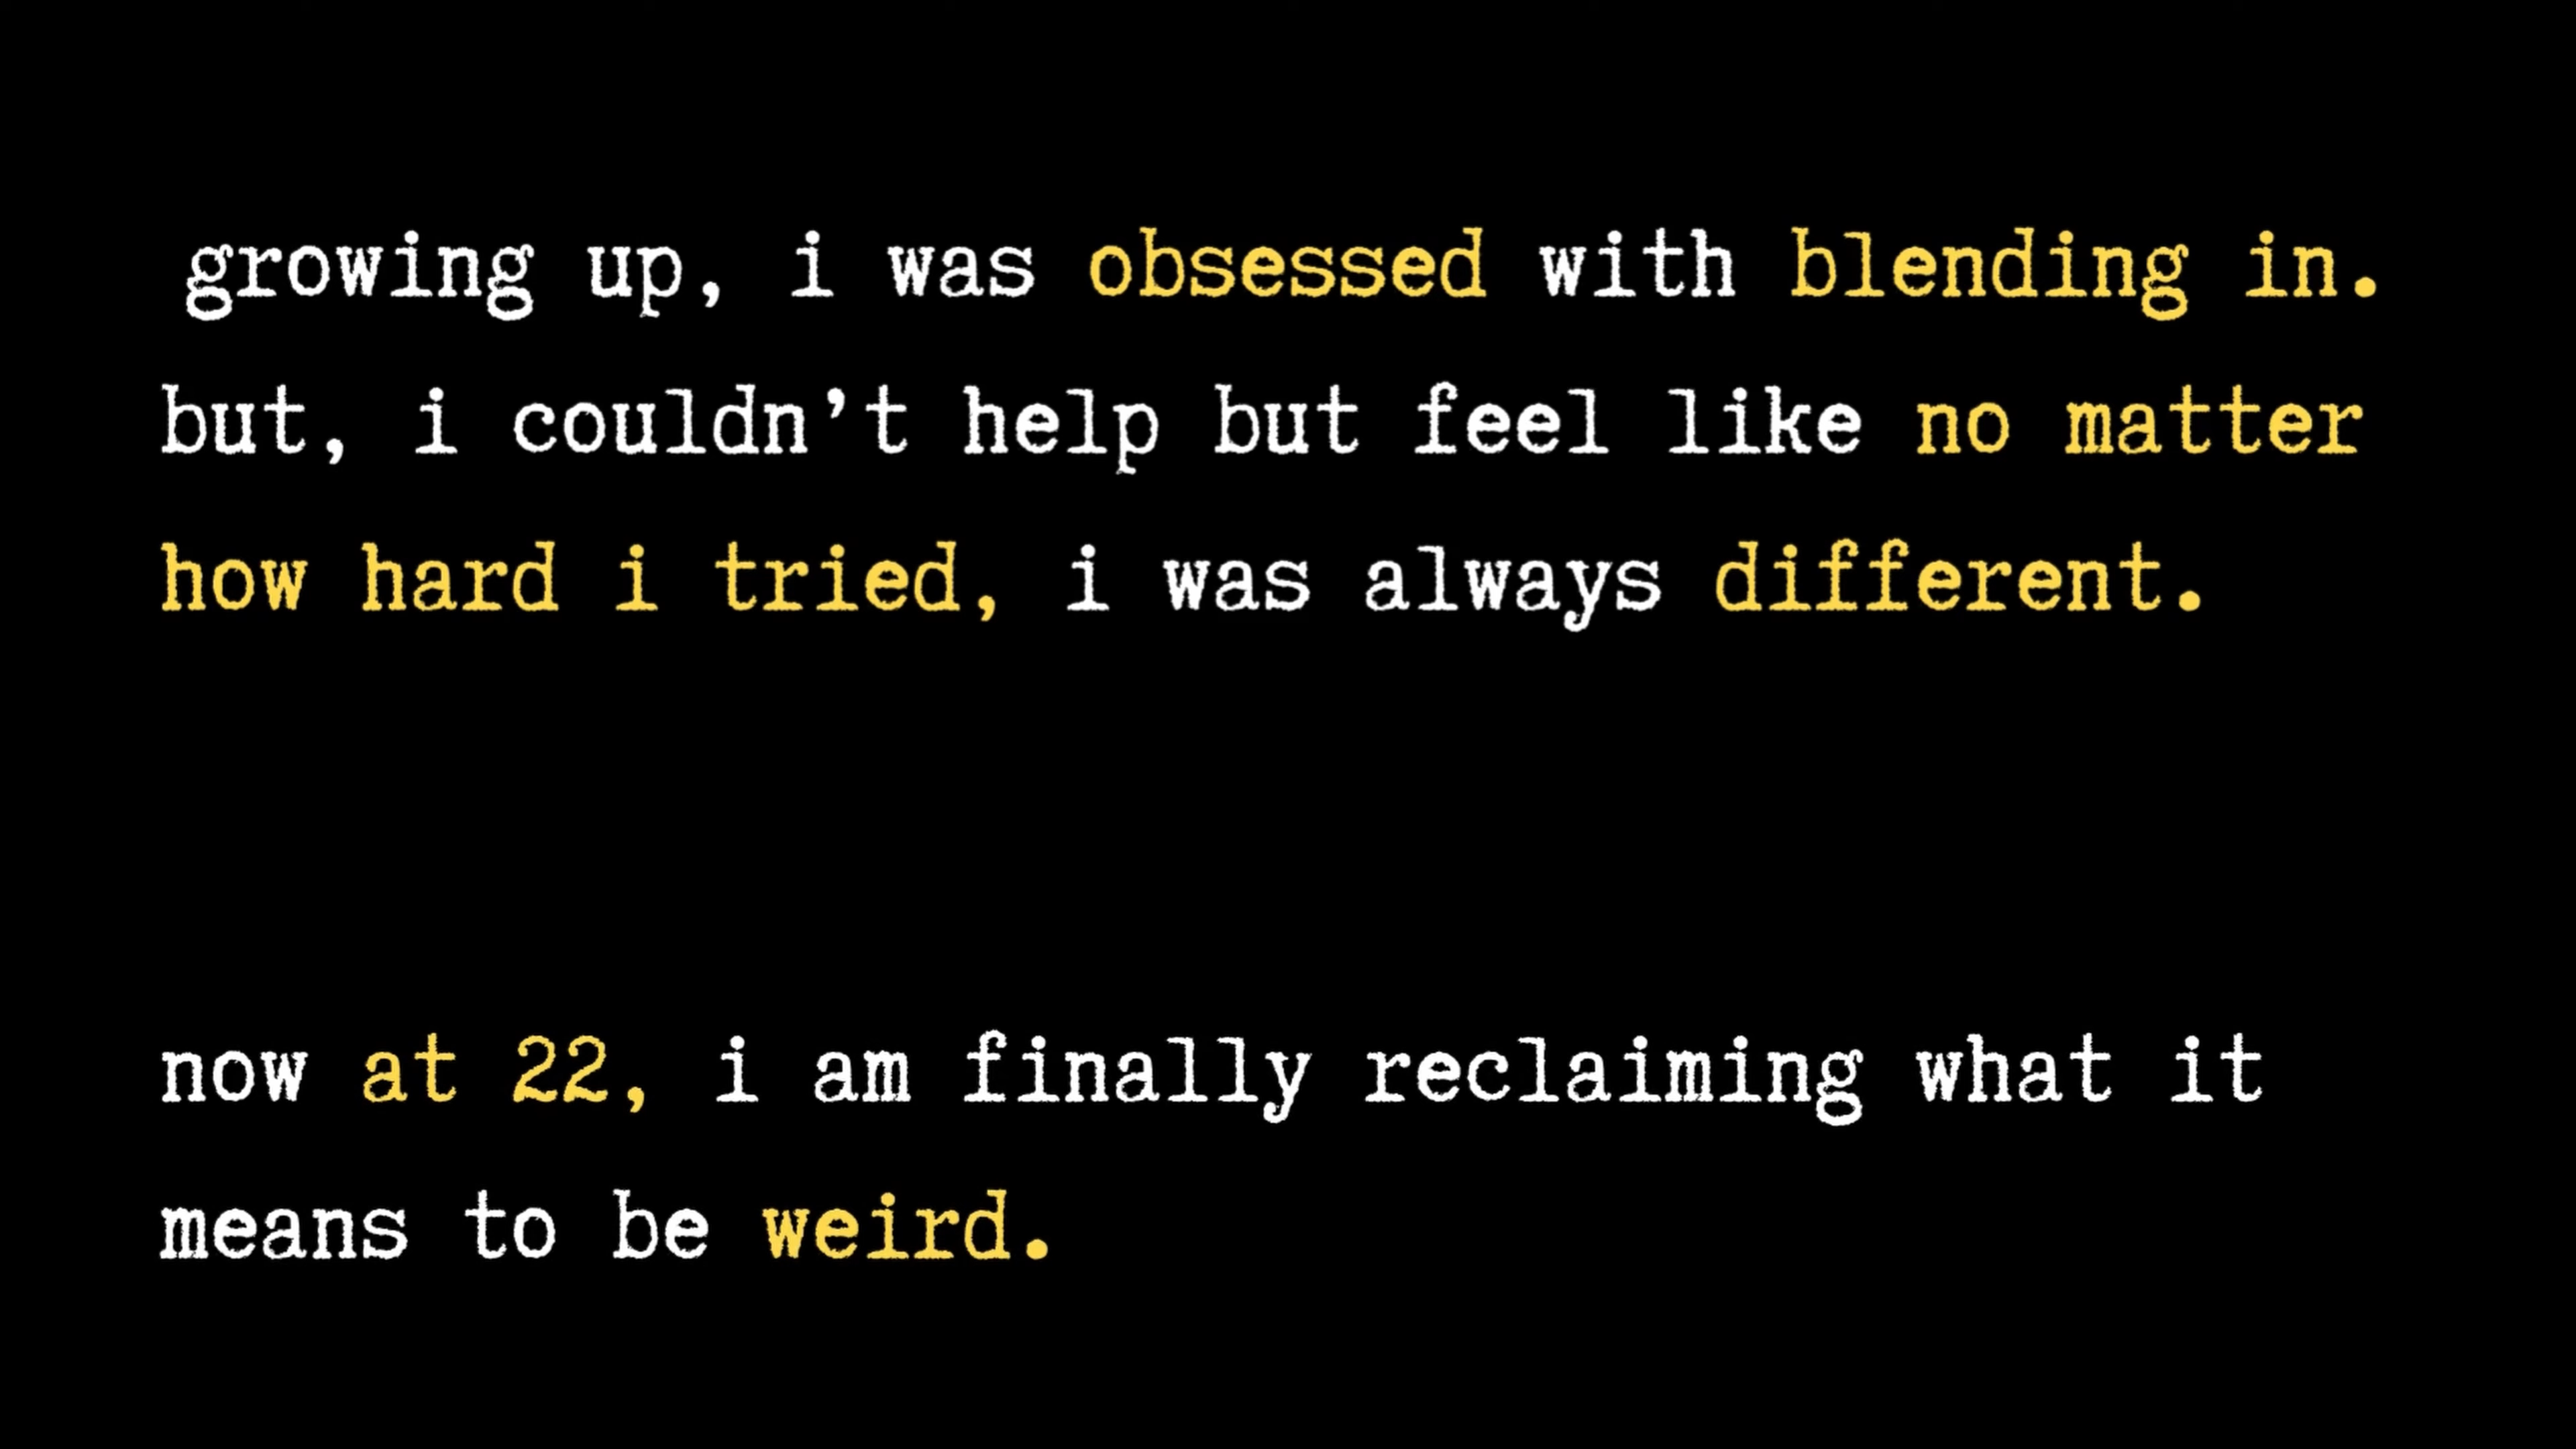 growing up, i was obsessed with blending in.
but, i couldn’t help but feel like no matter
how hard i tried, i was always different.
now at 22, i am finally reclaiming what it
means to be weird.